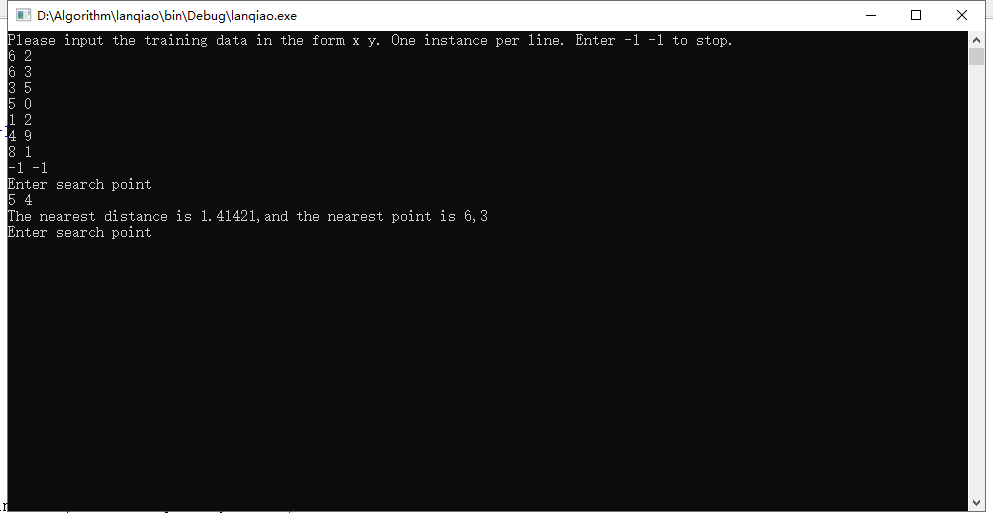 D:\Algorithm\lanqiao\bin\Debug\lanqiao.exe
Please input the training data in the form x y. One instance per line. Enter -1 -1 to stop.
6 2
6 3
3 5
5 0
1 2
4 9
8 1
-1 -1
Enter search point
5 4
The nearest distance is 1.41421,and the nearest point is 6,3
Enter search point